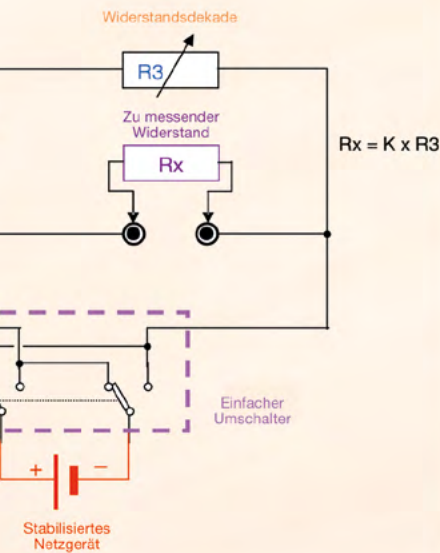 Widerstandsdekade
R3
Zu messender
Widerstand
Rx
Rx = K x R3
Einfacher
Umschalter
+ −
Stabilisiertes
Netzgerät